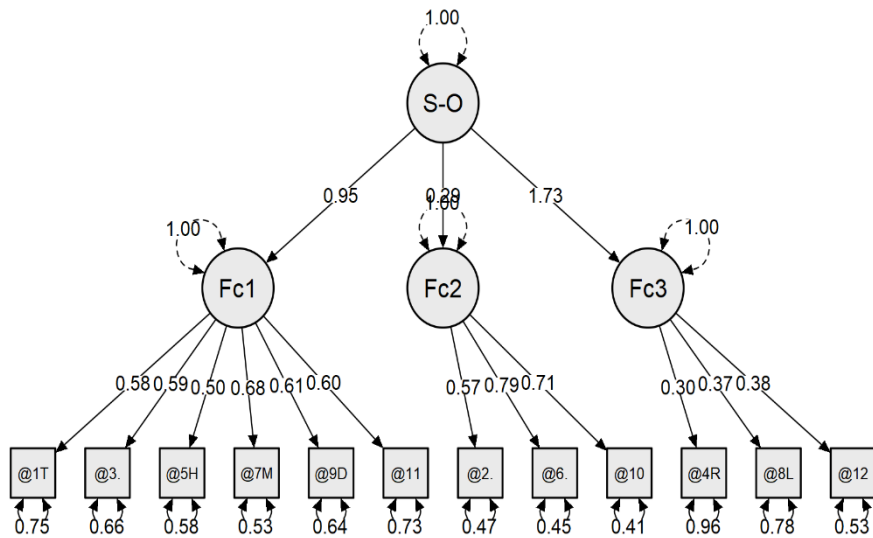 1.00
S-O
0.95 0.29 1.73
1.00 1.00 1.00
Fc1 Fc2 Fc3
0.58 0.59 0.50 0.68 0.61 0.60 0.57 0.79 0.71 0.30 0.37 0.38
@1T @3. @5H @7M @9D @11 @2. @6. @10 @4R @8L @12
0.75 0.66 0.58 0.53 0.64 0.73 0.47 0.45 0.41 0.96 0.78 0.53